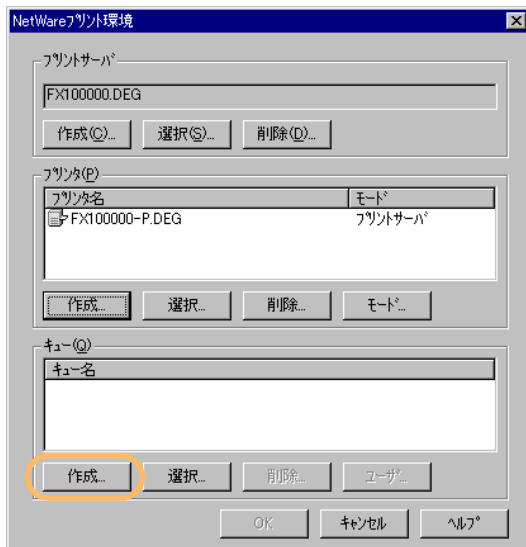 NetWareﾌﾟﾘﾝﾄ環境
ﾌﾟﾘﾝﾄｻｰﾊﾞ
FX100000.DEG
作成(C)... 選択(S)... 削除(D)...
ﾌﾟﾘﾝﾀ(P)
ﾌﾟﾘﾝﾀ名 ﾓｰﾄﾞ
FX100000-P.DEG ﾌﾟﾘﾝﾄｻｰﾊﾞ
作成... 選択... 削除... ﾓｰﾄﾞ...
ｷｭｰ(Q)
ｷｭｰ名
作成... 選択... 削除... ﾕｰｻﾞ...
OK ｷｬﾝｾﾙ ﾍﾙﾌﾟ